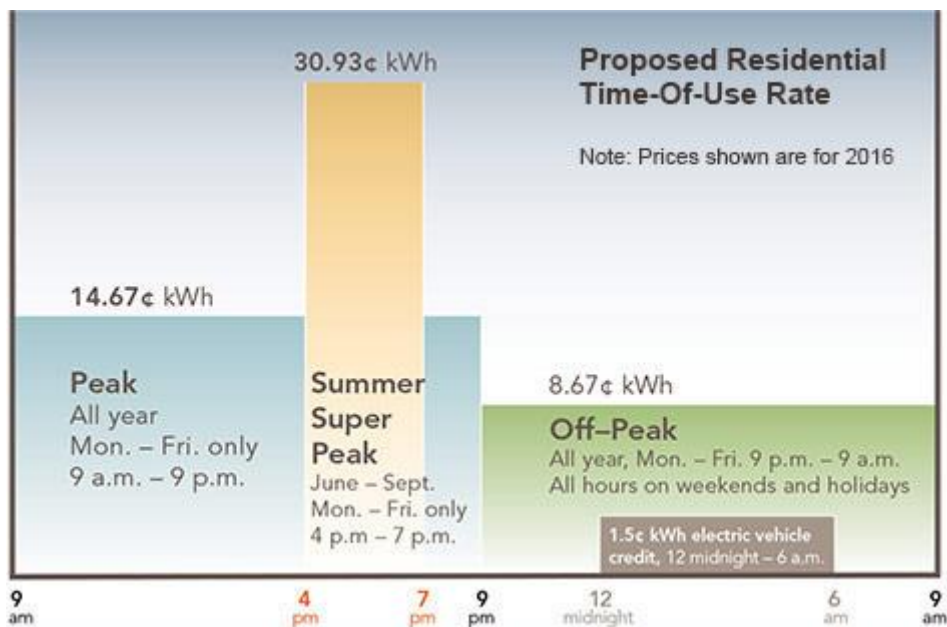 30.93¢ kWh
Proposed Residential
Time-Of-Use Rate
Note: Prices shown are for 2016
14.67¢ kWh
Peak
All year
Mon. – Fri. only
9 a.m. – 9 p.m.
Summer
Super
Peak
June – Sept.
Mon. – Fri. only
4 p.m – 7 p.m.
8.67¢ kWh
Off–Peak
All year, Mon. – Fri. 9 p.m. – 9 a.m.
All hours on weekends and holidays
1.5¢ kWh electric vehicle
credit, 12 midnight – 6 a.m.
9 4 7 9 12 6 9
am pm pm pm midnight am am